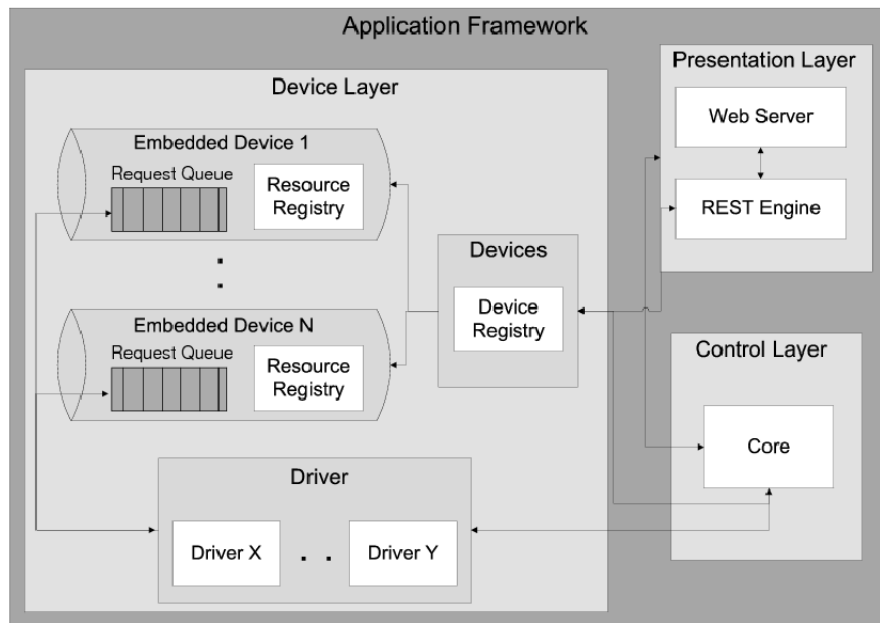 Application Framework
Device Layer
Embedded Device 1
Request Queue
Resource
Registry
Embedded Device N
Request Queue
Resource
Registry
Devices
Device
Registry
Driver
Driver X
Driver Y
Presentation Layer
Web Server
REST Engine
Control Layer
Core